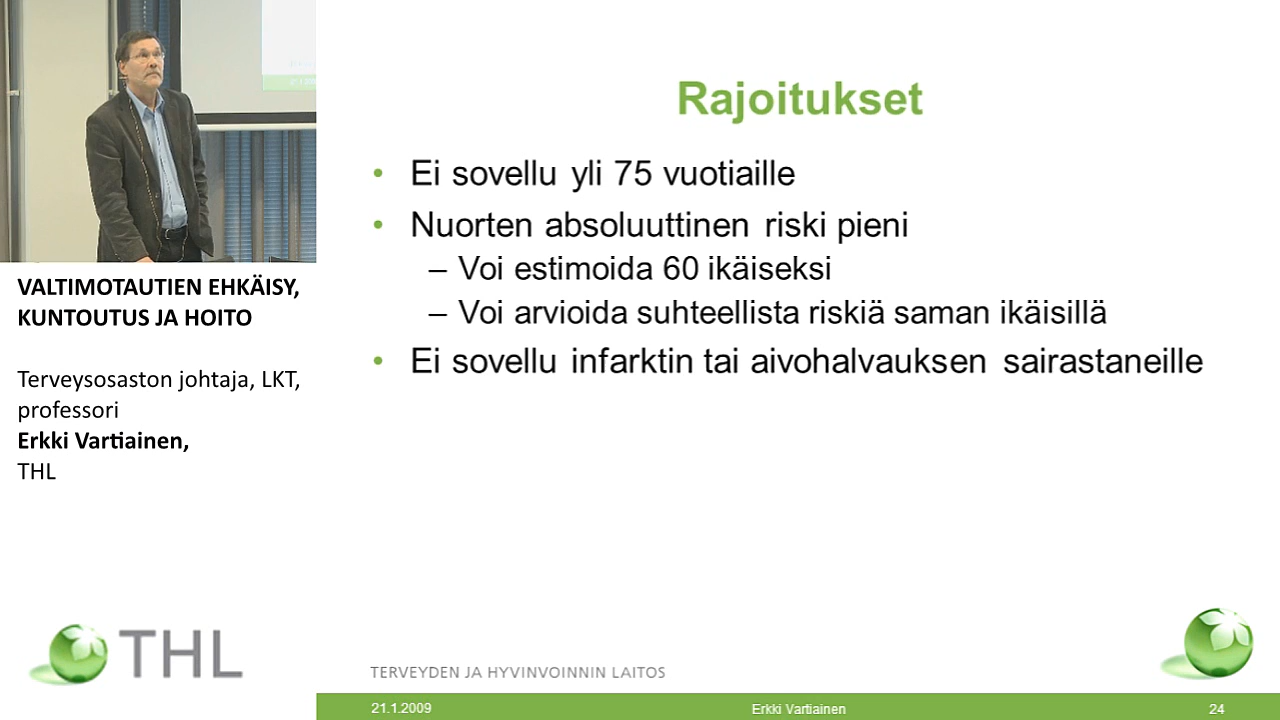 VALTIMOTAUTIEN EHKÄISY,
KUNTOUTUS JA HOITO
Terveysosaston johtaja, LKT,
professori
Erkki Vartiainen,
THL
THL
Rajoitukset
• Ei sovellu yli 75 vuotiaille
• Nuorten absoluuttinen riski pieni
– Voi estimoida 60 ikäiseksi
– Voi arvioida suhteellista riskiä saman ikäisillä
• Ei sovellu infarktin tai aivohalvauksen sairastaneille
TERVEYDEN JA HYVINVOINNIN LAITOS
21.1.2009 Erkki Vartiainen 24